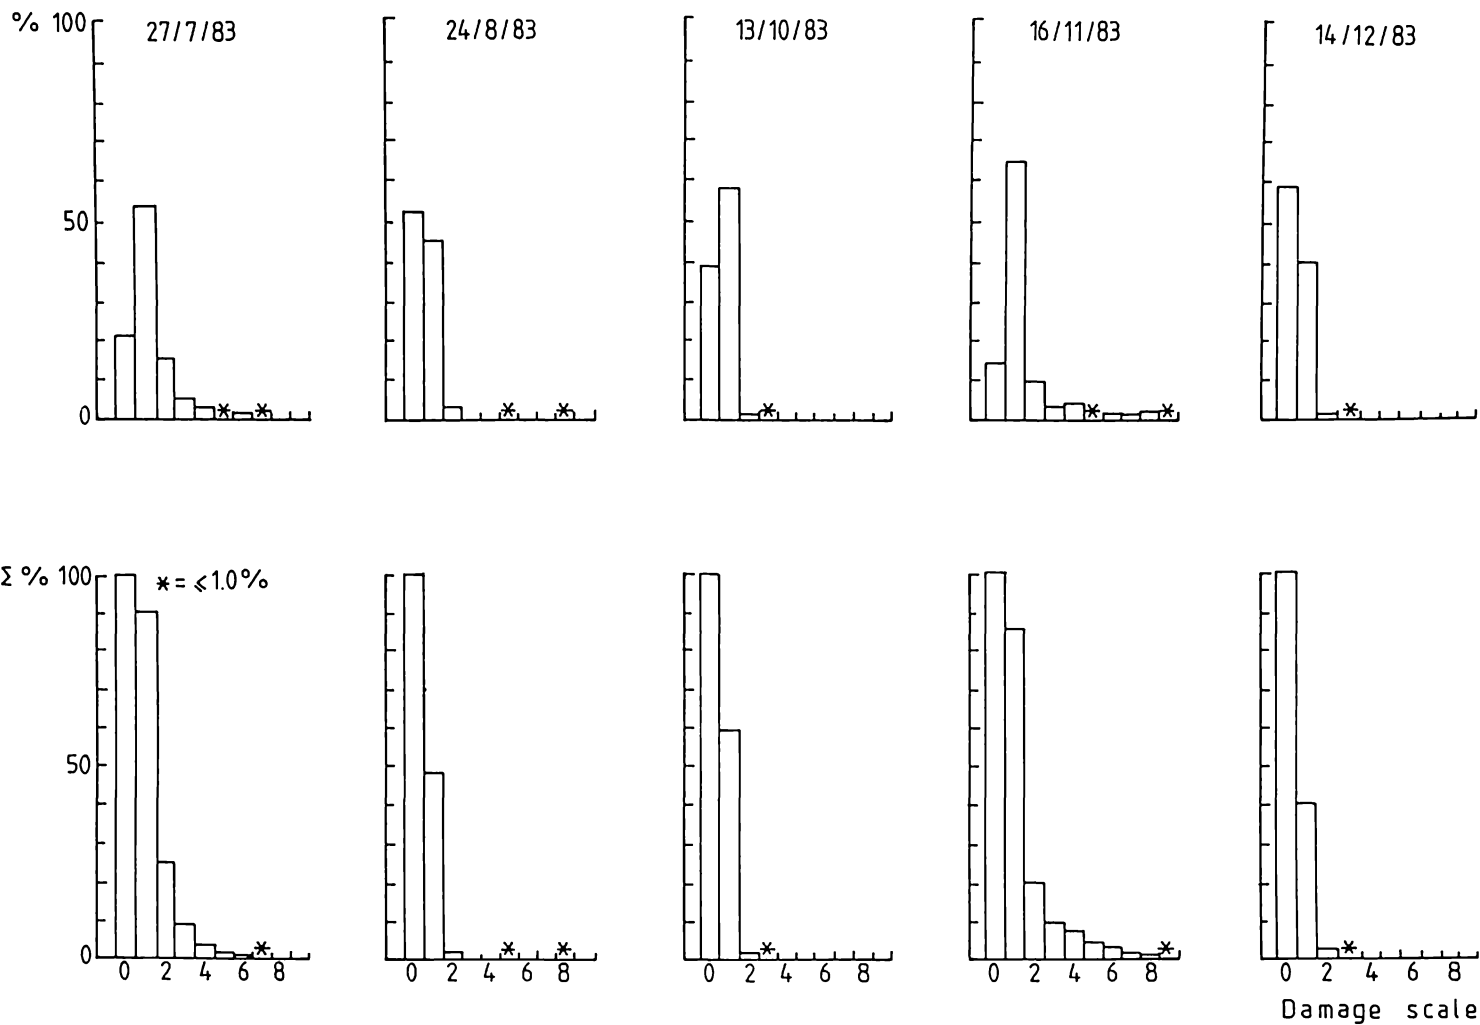 % 100 27/7/83 24/8/83 13/10/83 16/11/83 14/12/83
50
0 * * * * * * * *
Σ % 100 * = ⩽1.0%
50
0 * * * * * *
0 2 4 6 8 0 2 4 6 8 0 2 4 6 8 0 2 4 6 8 0 2 4 6 8
Damage scale